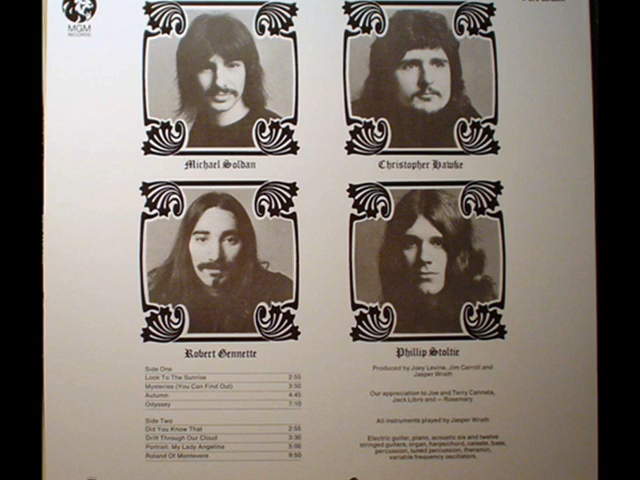 MGM
RECORDS
Michael Soldan
Christopher Hawke
Robert Gennette
Phillip Stoltie
Side One
Look To The Sunrise 2:55
Mysteries (You Can Find Out) 3:50
Autumn 4:45
Odyssey 7:10
Side Two
Did You Know That 2:55
Drift Through Our Cloud 3:30
Portrait: My Lady Angelina 5:00
Roland Of Montevere 9:50
Produced by Joey Levine, Jim Carroll and
Jasper Wrath
Our appreciation to Joe and Terry Canneta,
Jack Libro and — Rosemary
All instruments played by Jasper Wrath
Electric guitar, piano, acoustic six and twelve
stringed guitars, organ, harpsichord, celeste, bass,
percussion, tuned percussion, theramin,
variable frequency oscillators.